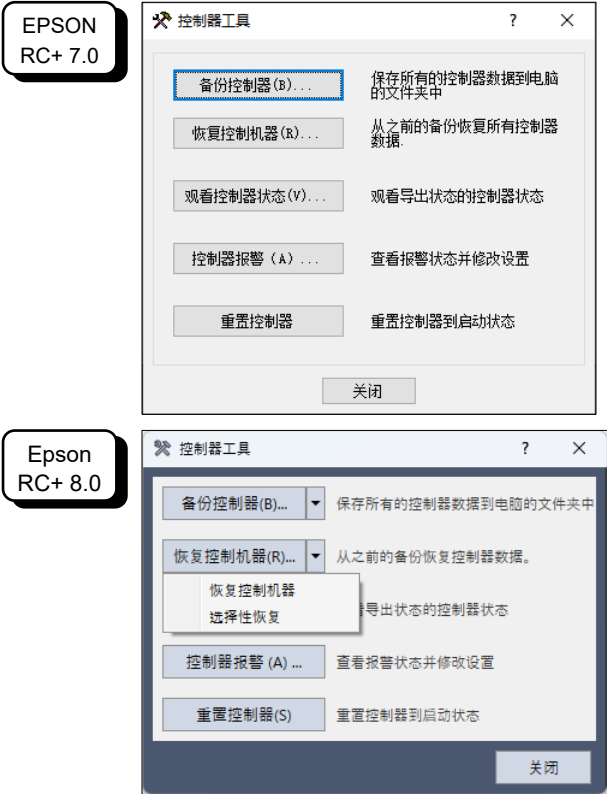 EPSON
RC+ 7.0
控制器工具
?
备份控制器(B)...
保存所有的控制器数据到电脑
的文件夹中
恢复控制机器(R)...
从之前的备份恢复所有控制器
数据.
观看控制器状态(V)...
观看导出状态的控制器状态
控制器报警 (A) ...
查看报警状态并修改设置
重置控制器
重置控制器到启动状态
关闭
Epson
RC+ 8.0
控制器工具
?
备份控制器(B)...
保存所有的控制器数据到电脑的文件夹中
恢复控制机器(R)...
从之前的备份恢复控制器数据。
恢复控制机器
选择性恢复
导出状态的控制器状态
控制器报警 (A) ...
查看报警状态并修改设置
重置控制器(S)
重置控制器到启动状态
关闭